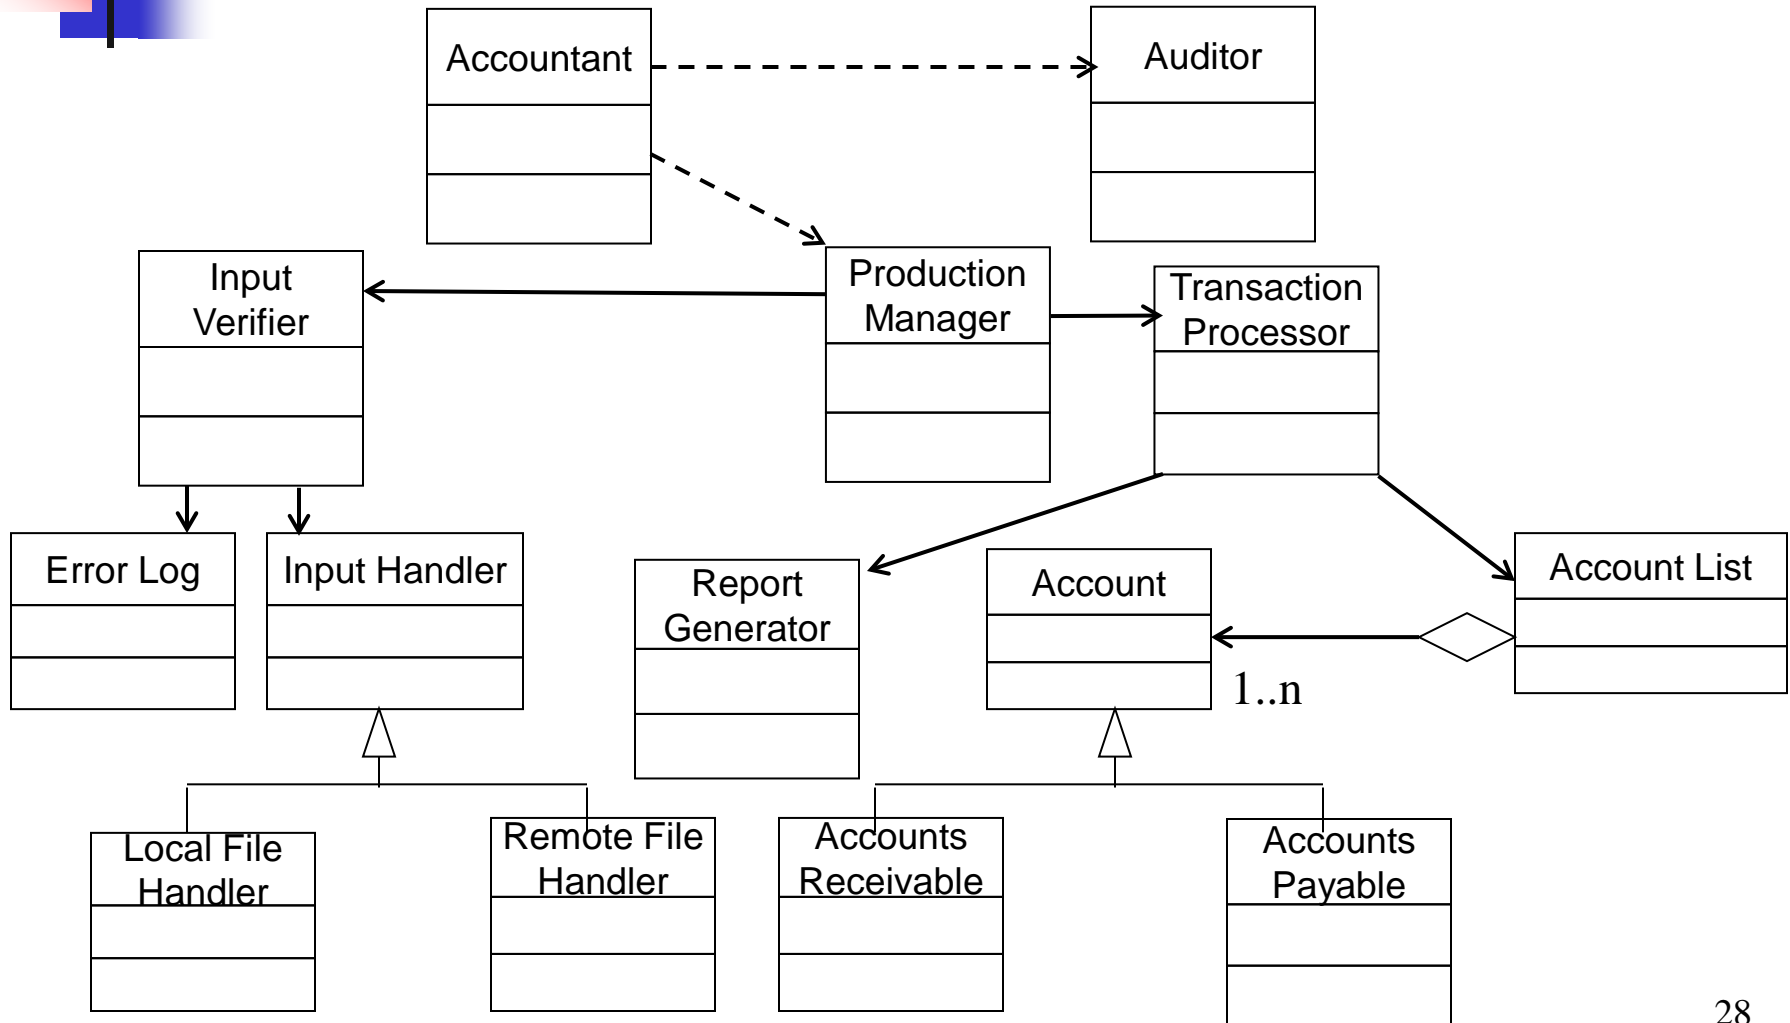 Accountant
Auditor
Input
Verifier
Production
Manager
Transaction
Processor
Error Log
Input Handler
Report
Generator
Account
Account List
1..n
Local File
Handler
Remote File
Handler
Accounts
Receivable
Accounts
Payable
28